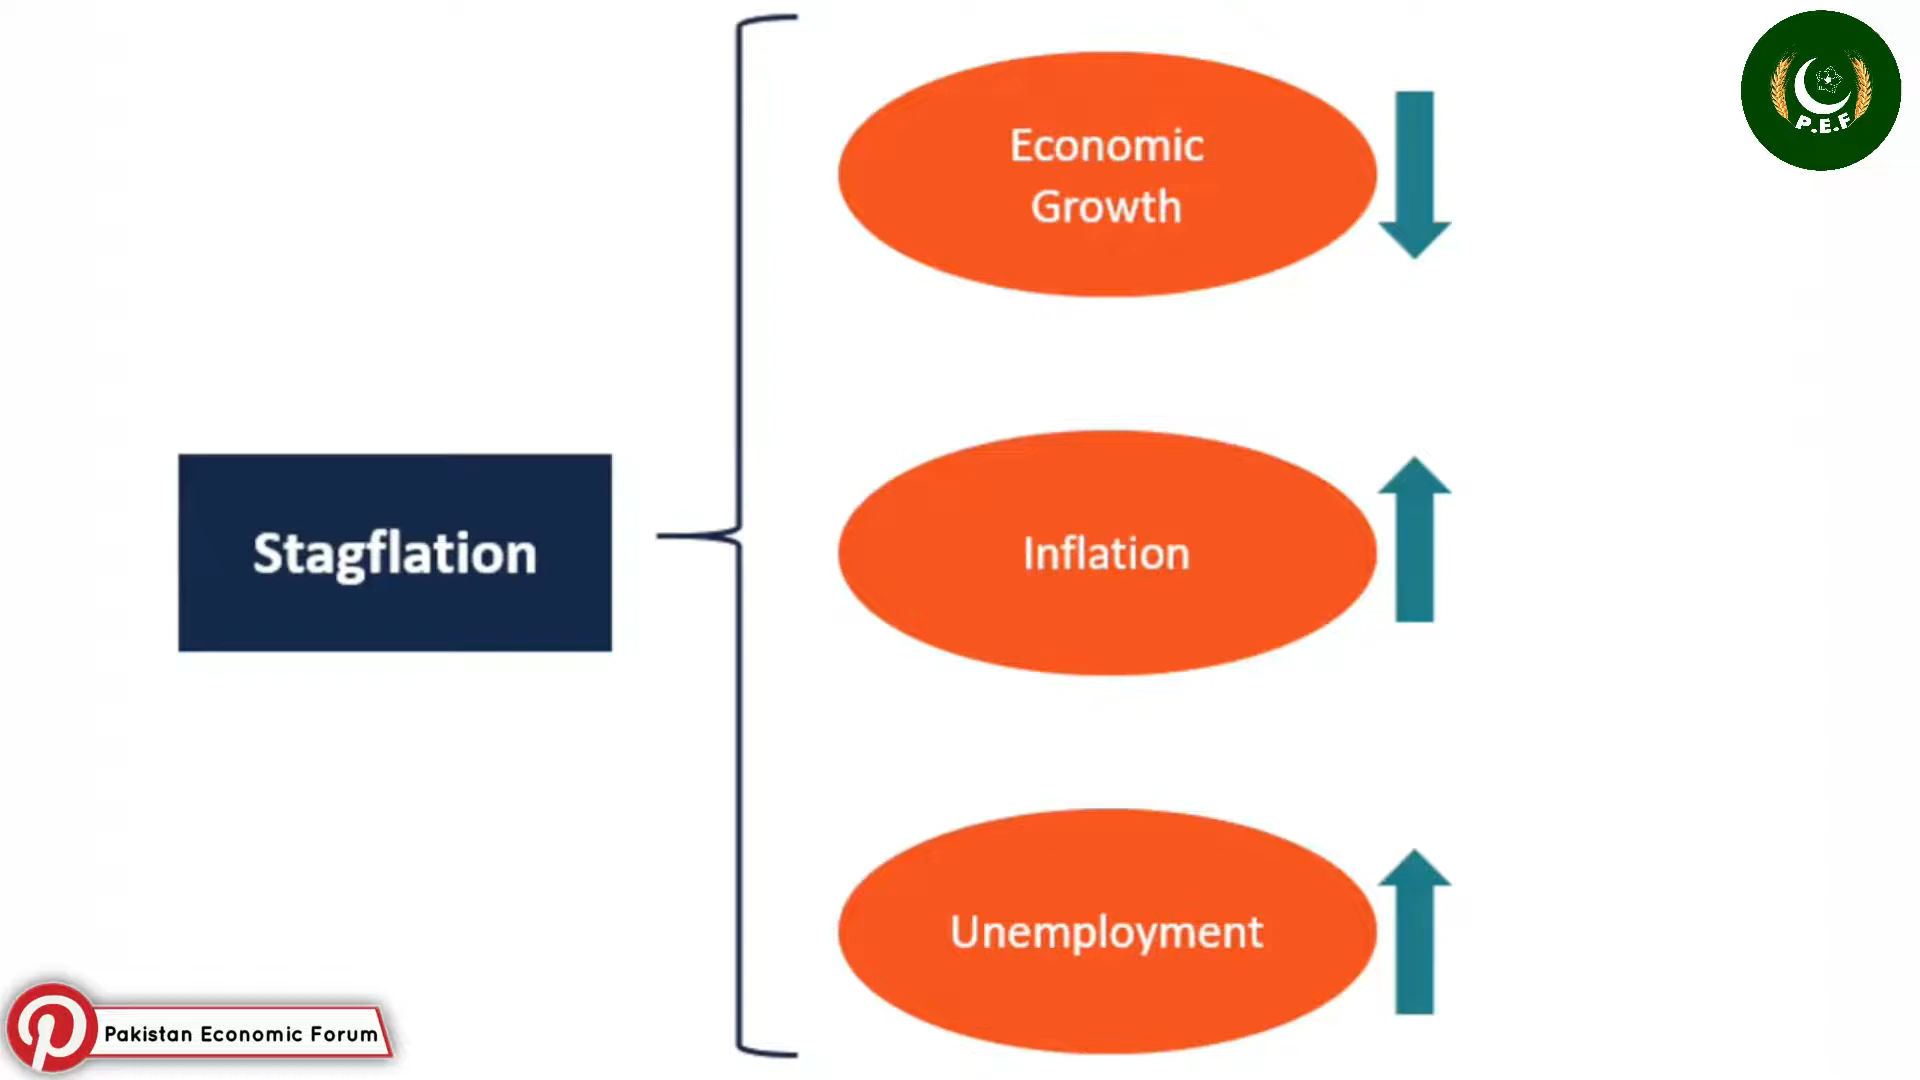 P.E.F
Economic
Growth
Stagflation
Inflation
Unemployment
Pakistan Economic Forum